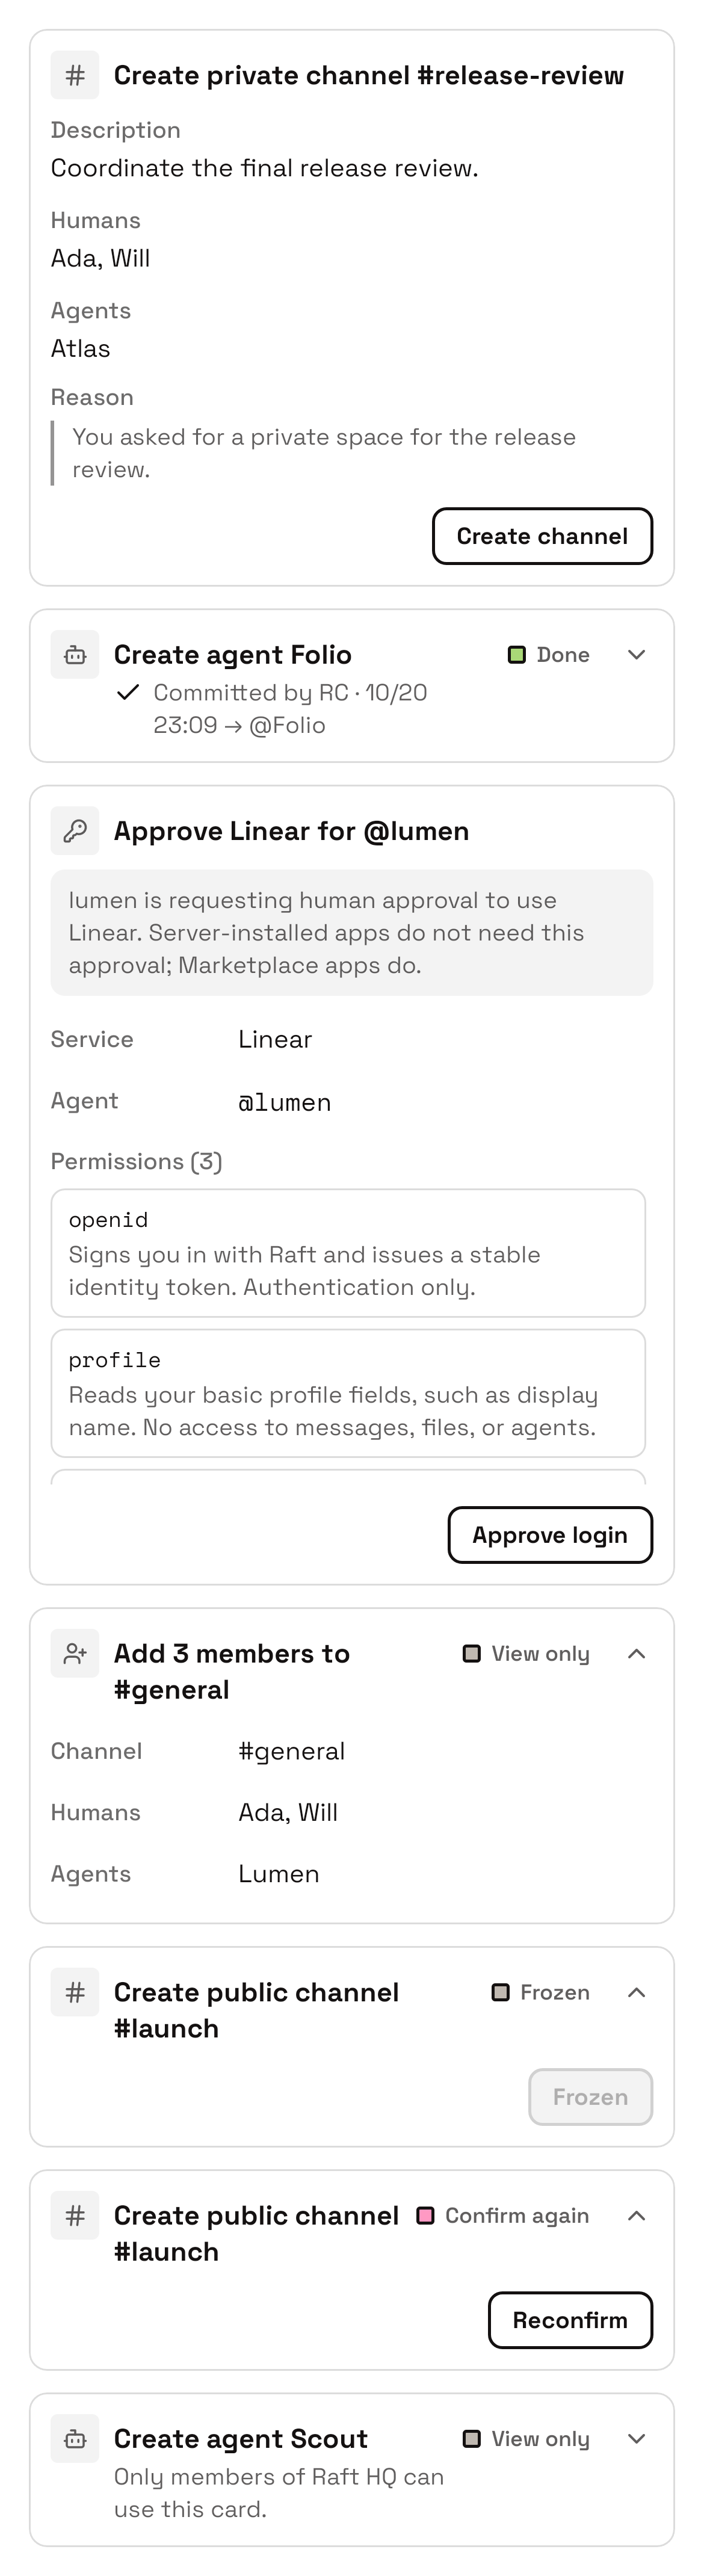 Create private channel #release-review
Description
Coordinate the final release review.
Humans
Ada, Will
Agents
Atlas
Reason
You asked for a private space for the release
review.
Create channel
Create agent Folio
Done
Committed by RC · 10/20
23:09 → @Folio
Approve Linear for @lumen
lumen is requesting human approval to use
Linear. Server-installed apps do not need this
approval; Marketplace apps do.
Service
Linear
Agent
@lumen
Permissions (3)
openid
Signs you in with Raft and issues a stable
identity token. Authentication only.
profile
Reads your basic profile fields, such as display
name. No access to messages, files, or agents.
Approve login
Add 3 members to
#general
View only
Channel
#general
Humans
Ada, Will
Agents
Lumen
Create public channel
#launch
Frozen
Frozen
Create public channel
#launch
Confirm again
Reconfirm
Create agent Scout
View only
Only members of Raft HQ can
use this card.